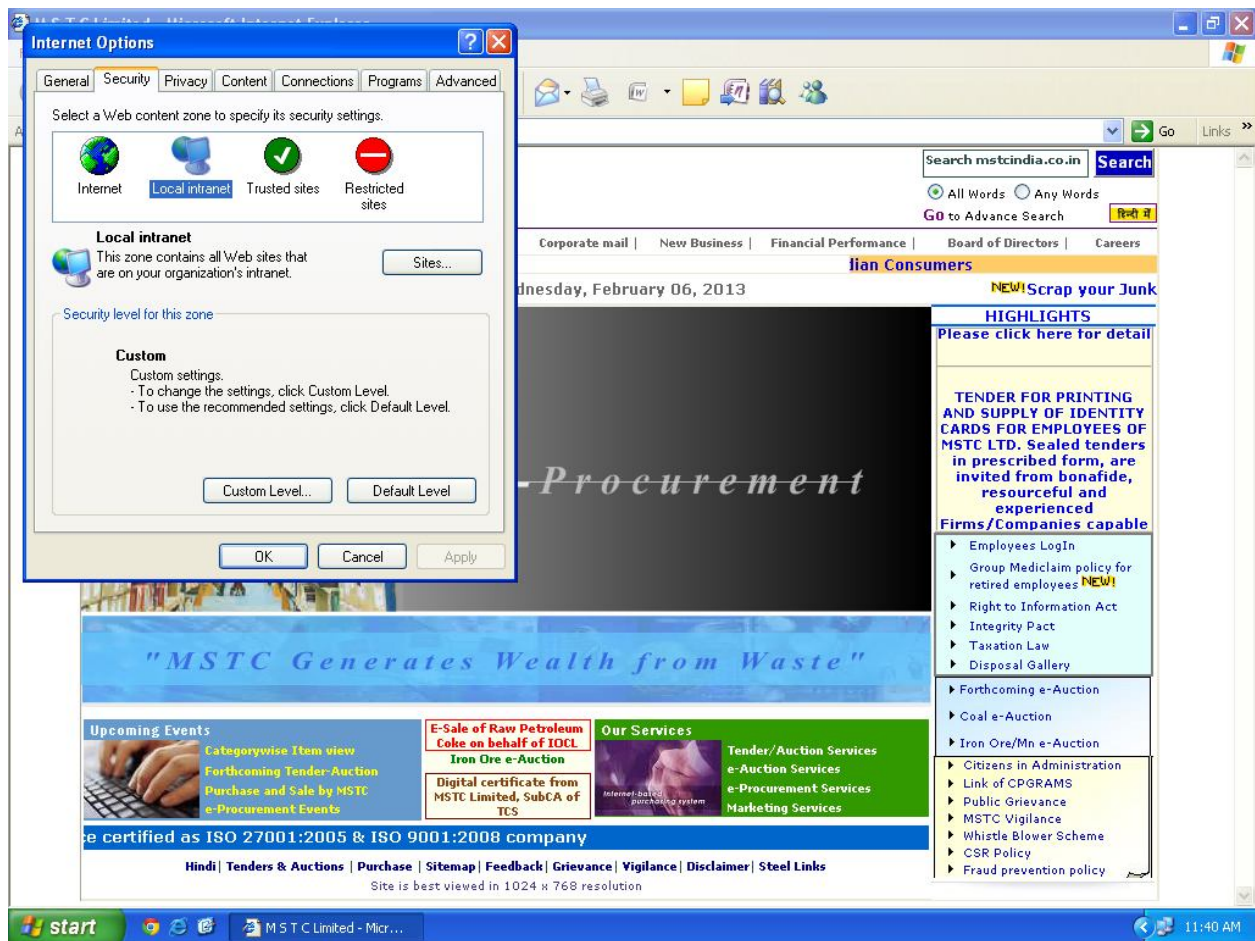 M S T C Limited - Microsoft Internet Explorer
Internet Options
General Security Privacy Content Connections Programs Advanced
Select a Web content zone to specify its security settings.
Internet
Local intranet
Trusted sites
Restricted
sites
Local intranet
This zone contains all Web sites that
are on your organization's intranet.
Sites...
Security level for this zone
Custom
Custom settings.
- To change the settings, click Custom Level.
- To use the recommended settings, click Default Level.
Custom Level... Default Level
OK Cancel Apply
Go Links »
Search mstcindia.co.in Search
All Words Any Words
Go to Advance Search हिन्दी में
Corporate mail | New Business | Financial Performance | Board of Directors | Careers
dian Consumers
dnesday, February 06, 2013
NEW! Scrap your Junk
- Procurement
HIGHLIGHTS
Please click here for detail
TENDER FOR PRINTING
AND SUPPLY OF IDENTITY
CARDS FOR EMPLOYEES OF
MSTC LTD. Sealed tenders
in prescribed form, are
invited from bonafide,
resourceful and
experienced
Firms/Companies capable
Employees LogIn
Group Mediclaim policy for
retired employees NEW!
Right to Information Act
Integrity Pact
Taxation Law
Disposal Gallery
Forthcoming e-Auction
Coal e-Auction
Iron Ore/Mn e-Auction
Citizens in Administration
Link of CPGRAMS
Public Grievance
MSTC Vigilance
Whistle Blower Scheme
CSR Policy
Fraud prevention policy
"MSTC Generates Wealth from Waste"
Upcoming Events
Categorywise Item view
Forthcoming Tender-Auction
Purchase and Sale by MSTC
e-Procurement Events
E-Sale of Raw Petroleum
Coke on behalf of IOCL
Iron Ore e-Auction
Digital certificate from
MSTC Limited, SubCA of
TCS
Our Services
Internet-based
purchasing system
Tender/Auction Services
e-Auction Services
e-Procurement Services
Marketing Services
ce certified as ISO 27001:2005 & ISO 9001:2008 company
Hindi| Tenders & Auctions | Purchase | Sitemap| Feedback| Grievance| Vigilance| Disclaimer| Steel Links
Site is best viewed in 1024 x 768 resolution
start M S T C Limited - Micr... 11:40 AM